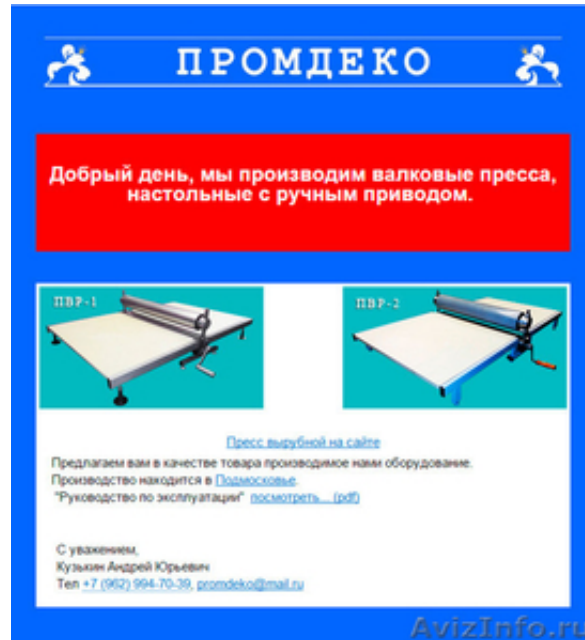 ПРОМДЕКО
Добрый день, мы производим валковые пресса,
настольные с ручным приводом.
ПВР-1
ПВР-2
Пресс вырубной на сайте
Предлагаем вам в качестве товара производимое нами оборудование.
Производство находится в Подмосковье.
"Руководство по эксплуатации" посмотреть... (pdf)
С уважением,
Кузькин Андрей Юрьевич
Тел +7 (962) 994-70-39, promdeko@mail.ru
AvizInfo.ru